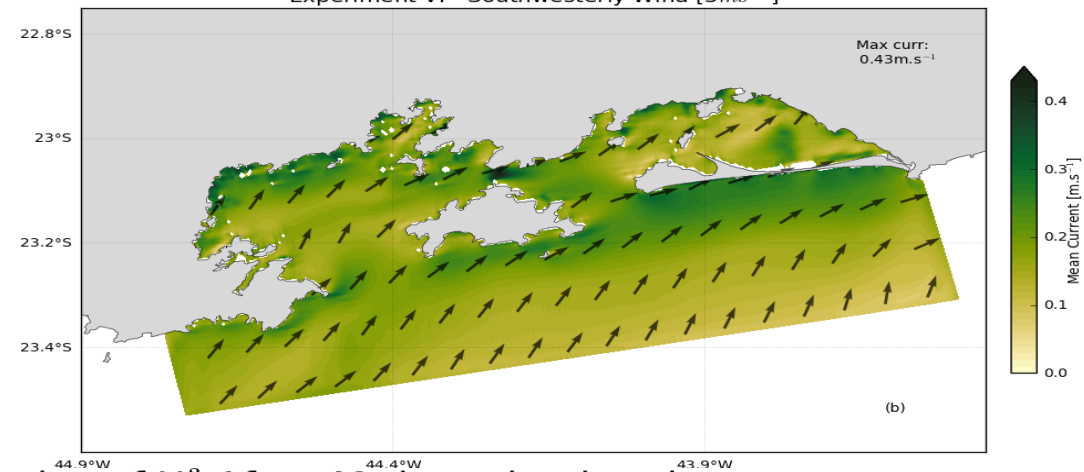 22.8°S
Max curr:
0.43m.s⁻¹
0.4
23°S
0.3
Mean Current [m.s⁻¹]
23.2°S
0.2
0.1
23.4°S
0.0
(b)
44.9°W 44.4°W 43.9°W